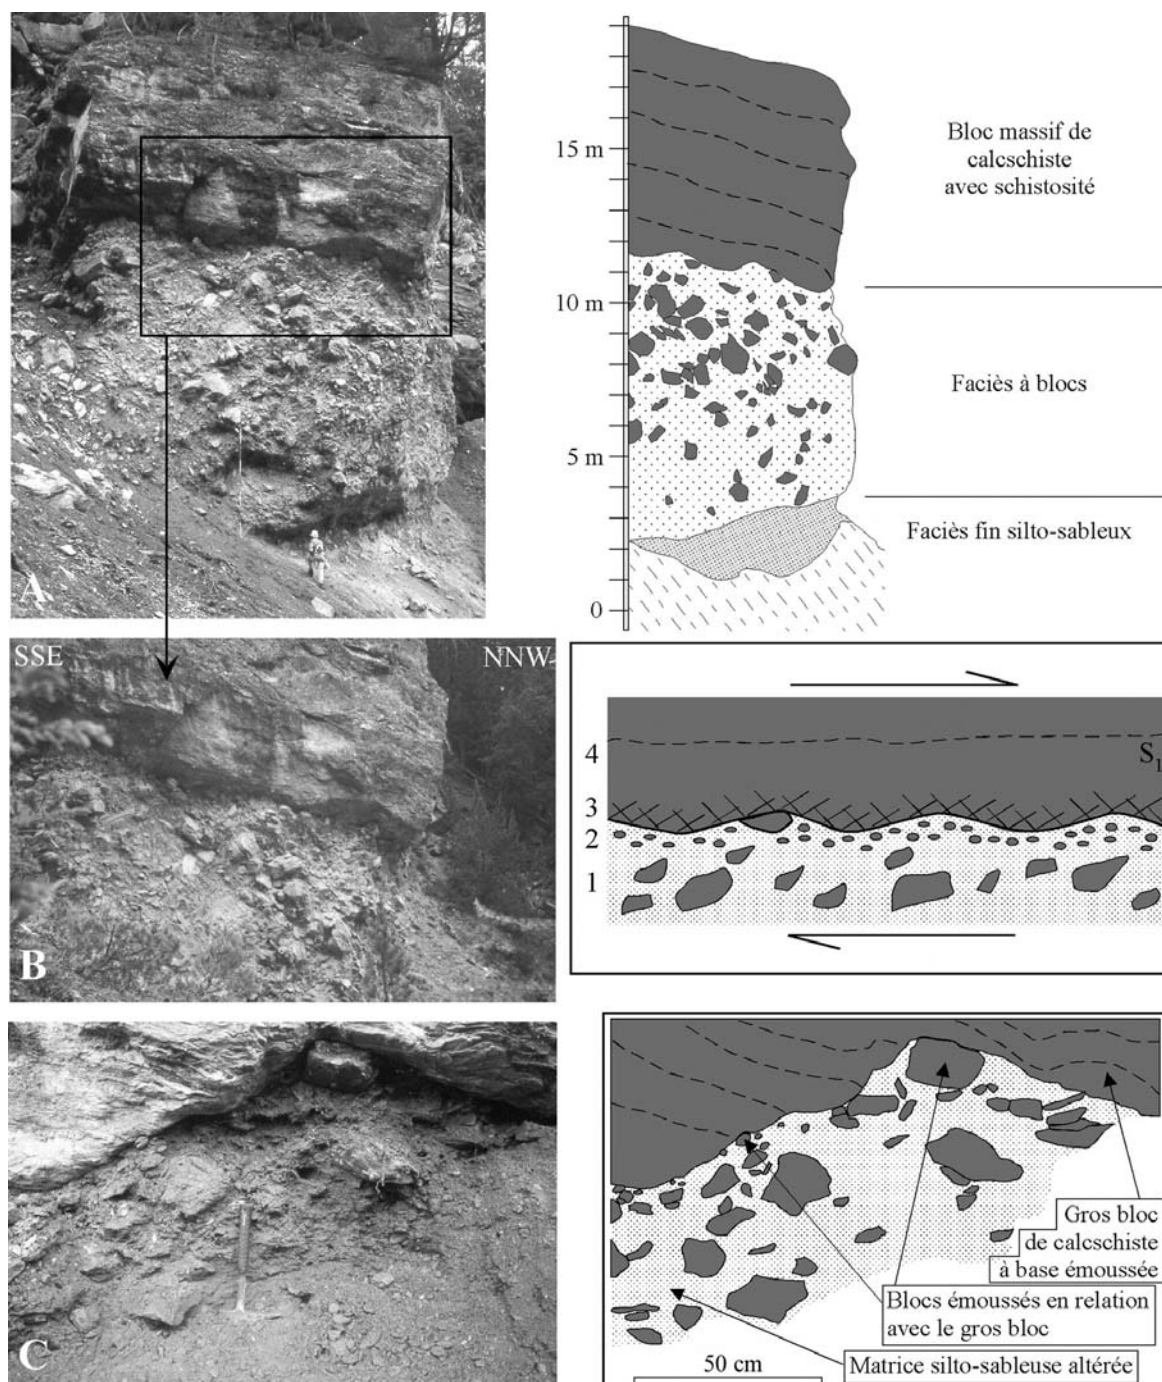 A
15 m
10 m
5 m
0
Bloc massif de
calcschiste
avec schistosité
Faciès à blocs
Faciès fin silto-sableux
SSE
NNW
B
4
3
2
1
S1
C
Gros bloc
de calcschiste
à base émoussée
Blocs émoussés en relation
avec le gros bloc
Matrice silto-sableuse altérée
50 cm